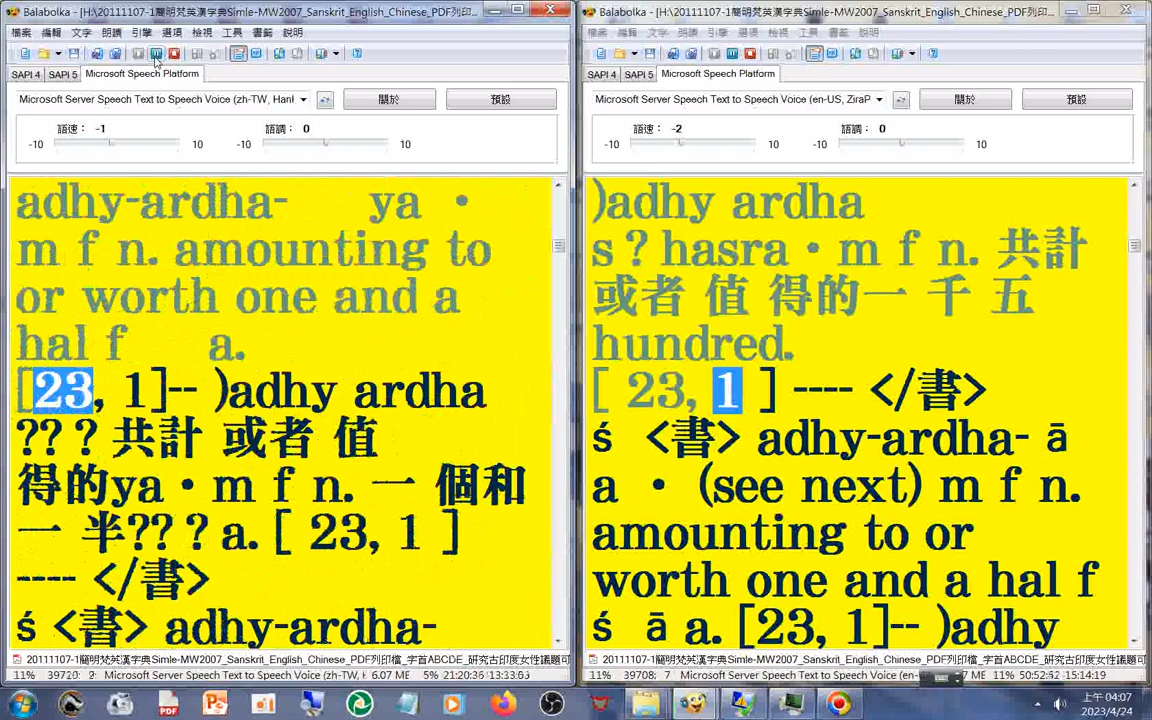 Balabolka - [H:\20111107-1簡明梵英漢字典Simle-MW2007_Sanskrit_English_Chinese_PDF列印...
檔案 編輯 文字 朗讀 引擎 選項 檢視 工具 書籤 說明
SAPI 4 SAPI 5 Microsoft Speech Platform
Microsoft Server Speech Text to Speech Voice (zh-TW, Hanl 關於 預設
語速： -1 語調： 0
-10 10 -10 10
adhy-ardha- ya •
m f n. amounting to
or worth one and a
hal f a.
[23, 1]-- )adhy ardha
?? ? 共計 或者 值
得的ya • m f n. 一 個和
一 半?? ? a. [ 23, 1 ]
---- </書>
ś <書> adhy-ardha-
20111107-1簡明梵英漢字典Simle-MW2007_Sanskrit_English_Chinese_PDF列印檔_字首ABCDE_研究古印度女性議題可
11% 39720: 2 Microsoft Server Speech Text to Speech Voice (zh-TW, H 6.07 ME 5% 21:20:36
Balabolka - [H:\20111107-1簡明梵英漢字典Simle-MW2007_Sanskrit_English_Chinese_PDF列印...
檔案 編輯 文字 朗讀 引擎 選項 檢視 工具 書籤 說明
SAPI 4 SAPI 5 Microsoft Speech Platform
Microsoft Server Speech Text to Speech Voice (en-US, ZiraP 關於 預設
語速： -2 語調： 0
-10 10 -10 10
)adhy ardha
s ? hasra • m f n. 共計
或者 值 得的一 千 五
hundred.
[ 23, 1 ] ---- </書>
ś <書> adhy-ardha- ā
a • (see next) m f n.
amounting to or
worth one and a hal f
ś ā a. [23, 1]-- )adhy
20111107-1簡明梵英漢字典Simle-MW2007_Sanskrit_English_Chinese_PDF列印檔_字首ABCDE_研究古印度女性議題可
11% 39708: 7 Microsoft Server Speech Text to Speech Voice 11%
上午 04:07
2023/4/24